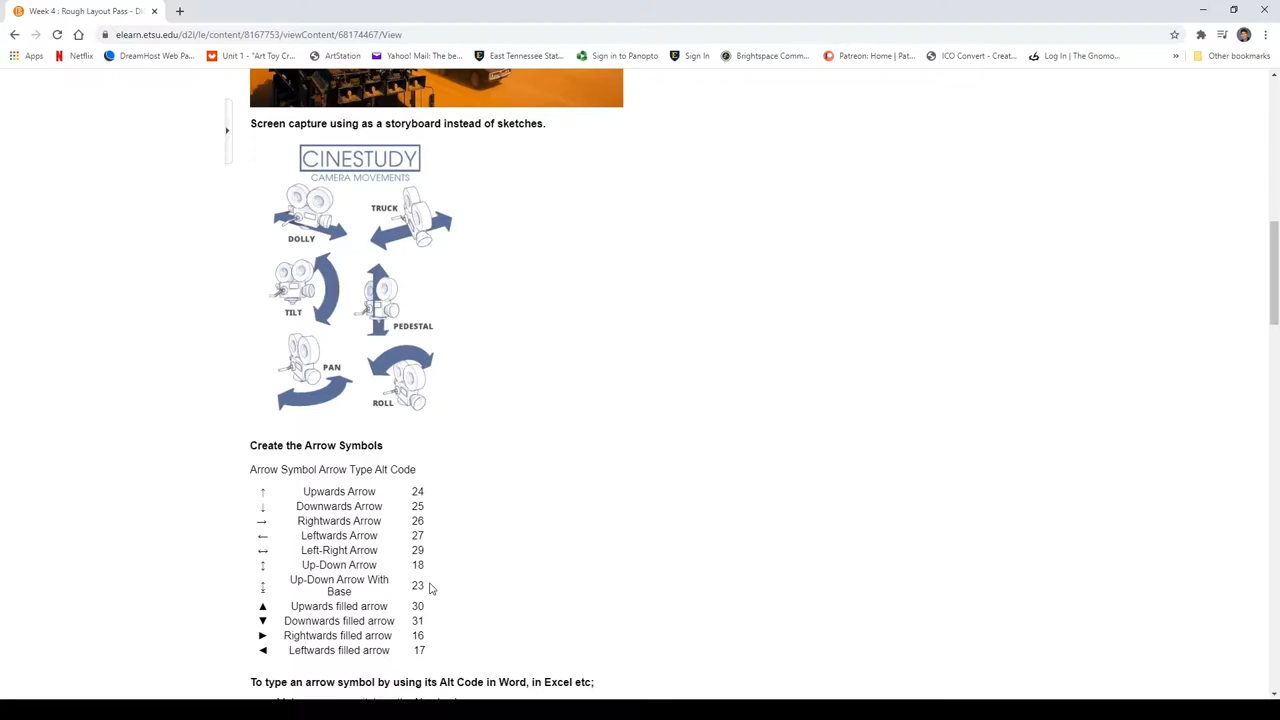 Week 4 : Rough Layout Pass - DI
elearn.etsu.edu/d2l/le/content/8167753/viewContent/68174467/View
Apps Netflix DreamHost Web Pa... Unit 1 - "Art Toy Cr... ArtStation Yahoo! Mail: The be... East Tennessee Stat... Sign in to Panopto Sign In Brightspace Comm... Patreon: Home | Pat... ICO Convert - Creat... Log In | The Gnomo... » Other bookmarks
Screen capture using as a storyboard instead of sketches.
CINESTUDY
CAMERA MOVEMENTS
DOLLY
TRUCK
TILT
PEDESTAL
PAN
ROLL
Create the Arrow Symbols
Arrow Symbol Arrow Type Alt Code
↑ Upwards Arrow 24
↓ Downwards Arrow 25
→ Rightwards Arrow 26
← Leftwards Arrow 27
↔ Left-Right Arrow 29
↕ Up-Down Arrow 18
↨ Up-Down Arrow With
Base 23
▲ Upwards filled arrow 30
▼ Downwards filled arrow 31
► Rightwards filled arrow 16
◄ Leftwards filled arrow 17
To type an arrow symbol by using its Alt Code in Word, in Excel etc;